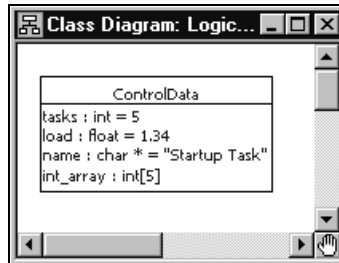 Class Diagram: Logic...
ControlData
tasks : int = 5
load : float = 1.34
name : char * = "Startup Task"
int_array : int[5]